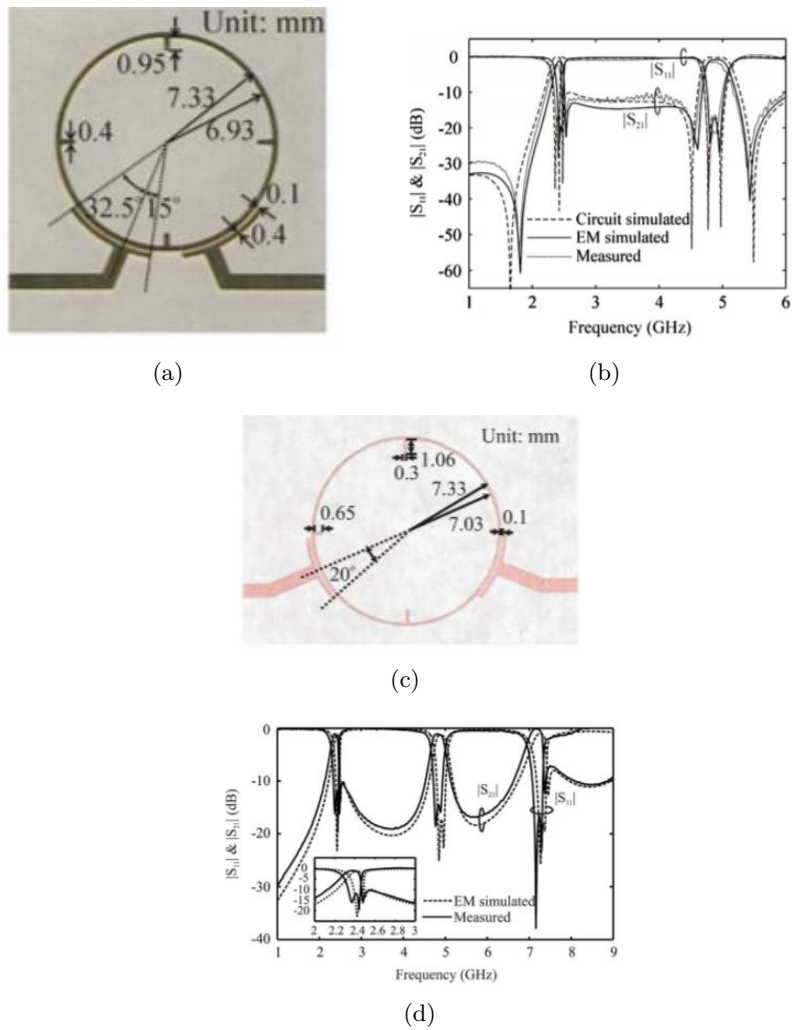 Unit: mm
0.95
7.33
6.93
0.4
0.1
32.5° 15°
0.4
(a)
|S₁₁| & |S₂₁| (dB)
0
-10
-20
-30
-40
-50
-60
|S₁₁|
|S₂₁|
Circuit simulated
EM simulated
Measured
1 2 3 4 5 6
Frequency (GHz)
(b)
Unit: mm
1.06
0.3
7.33
7.03
0.65
0.1
20°
(c)
|S₁₁| & |S₂₁| (dB)
0
-10
-20
-30
-40
|S₂₁|
|S₁₁|
0
-5
-10
-15
-20
2 2.2 2.4 2.6 2.8 3
EM simulated
Measured
1 2 3 4 5 6 7 8 9
Frequency (GHz)
(d)